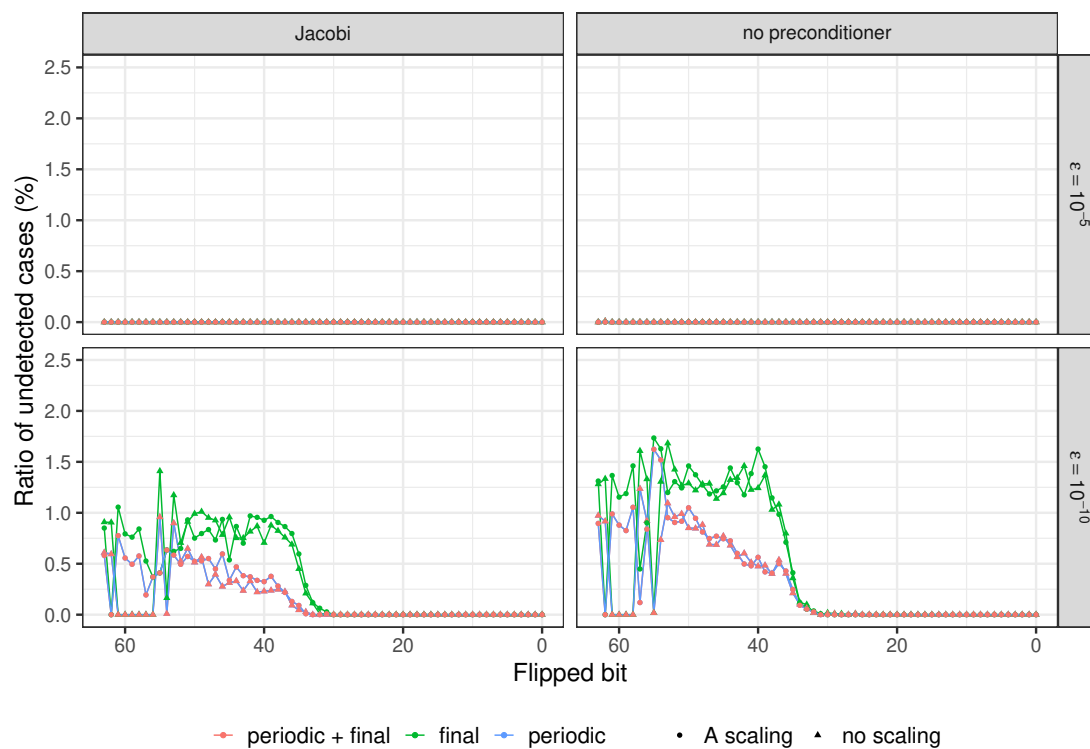 Jacobi
no preconditioner
Ratio of undetected cases (%)
2.5
2.0
1.5
1.0
0.5
0.0
ε = 10⁻⁵
2.5
2.0
1.5
1.0
0.5
0.0
ε = 10⁻¹⁰
60 40 20 0
60 40 20 0
Flipped bit
periodic + final final periodic A scaling no scaling